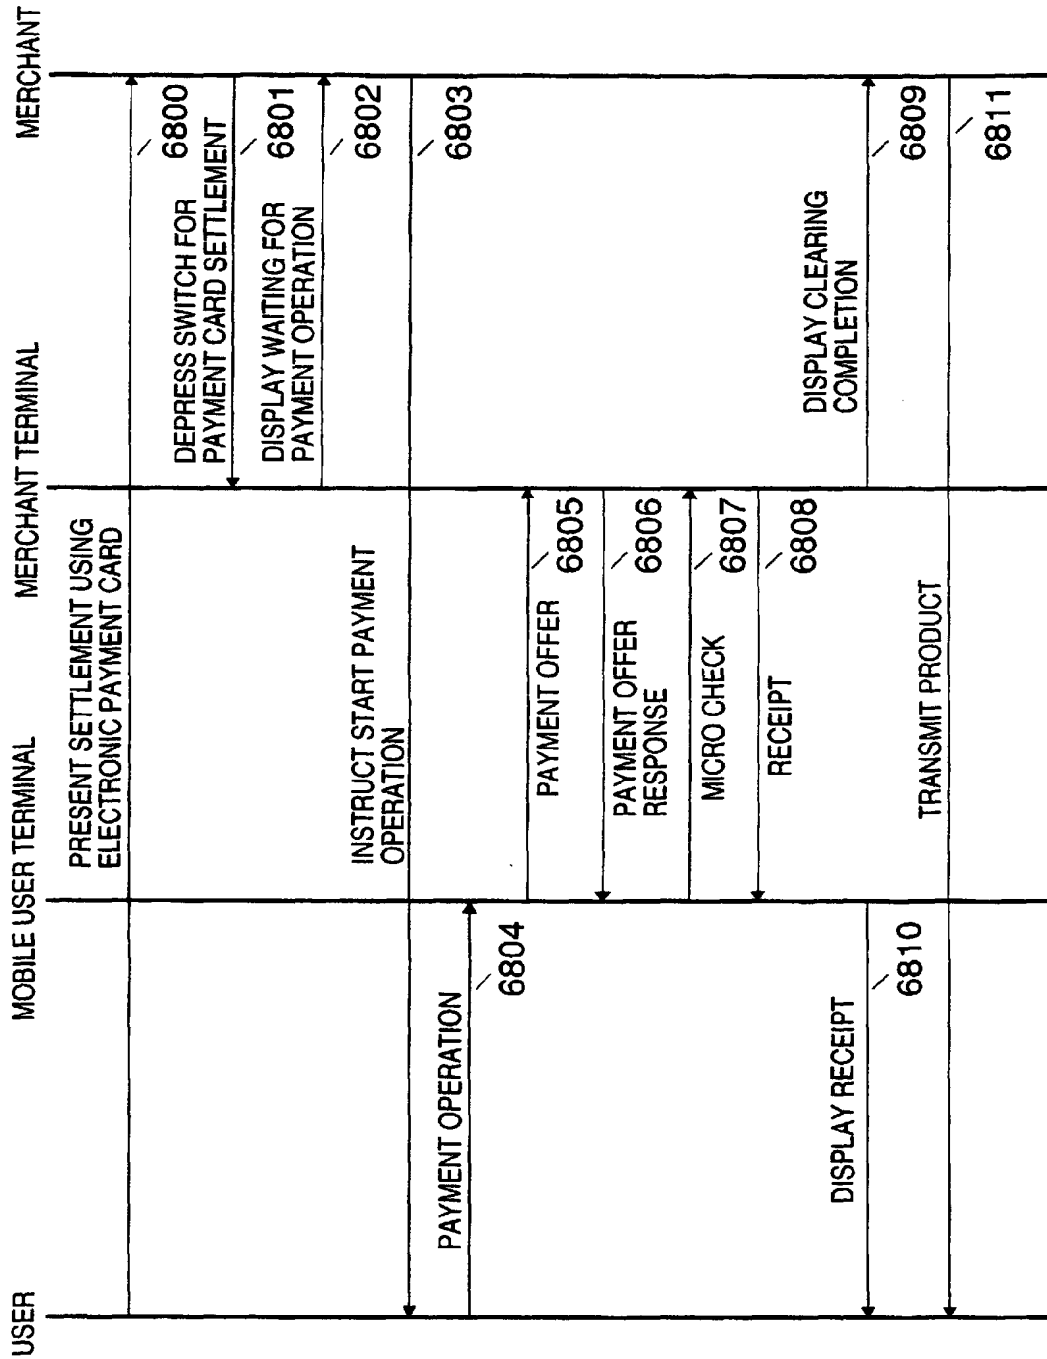 USER
MOBILE USER TERMINAL
MERCHANT TERMINAL
MERCHANT
PRESENT SETTLEMENT USING
ELECTRONIC PAYMENT CARD
6800
DEPRESS SWITCH FOR
PAYMENT CARD SETTLEMENT
6801
DISPLAY WAITING FOR
PAYMENT OPERATION
6802
INSTRUCT START PAYMENT
OPERATION
6803
PAYMENT OPERATION
6804
PAYMENT OFFER
6805
PAYMENT OFFER
RESPONSE
6806
MICRO CHECK
6807
RECEIPT
6808
DISPLAY CLEARING
COMPLETION
6809
DISPLAY RECEIPT
6810
TRANSMIT PRODUCT
6811